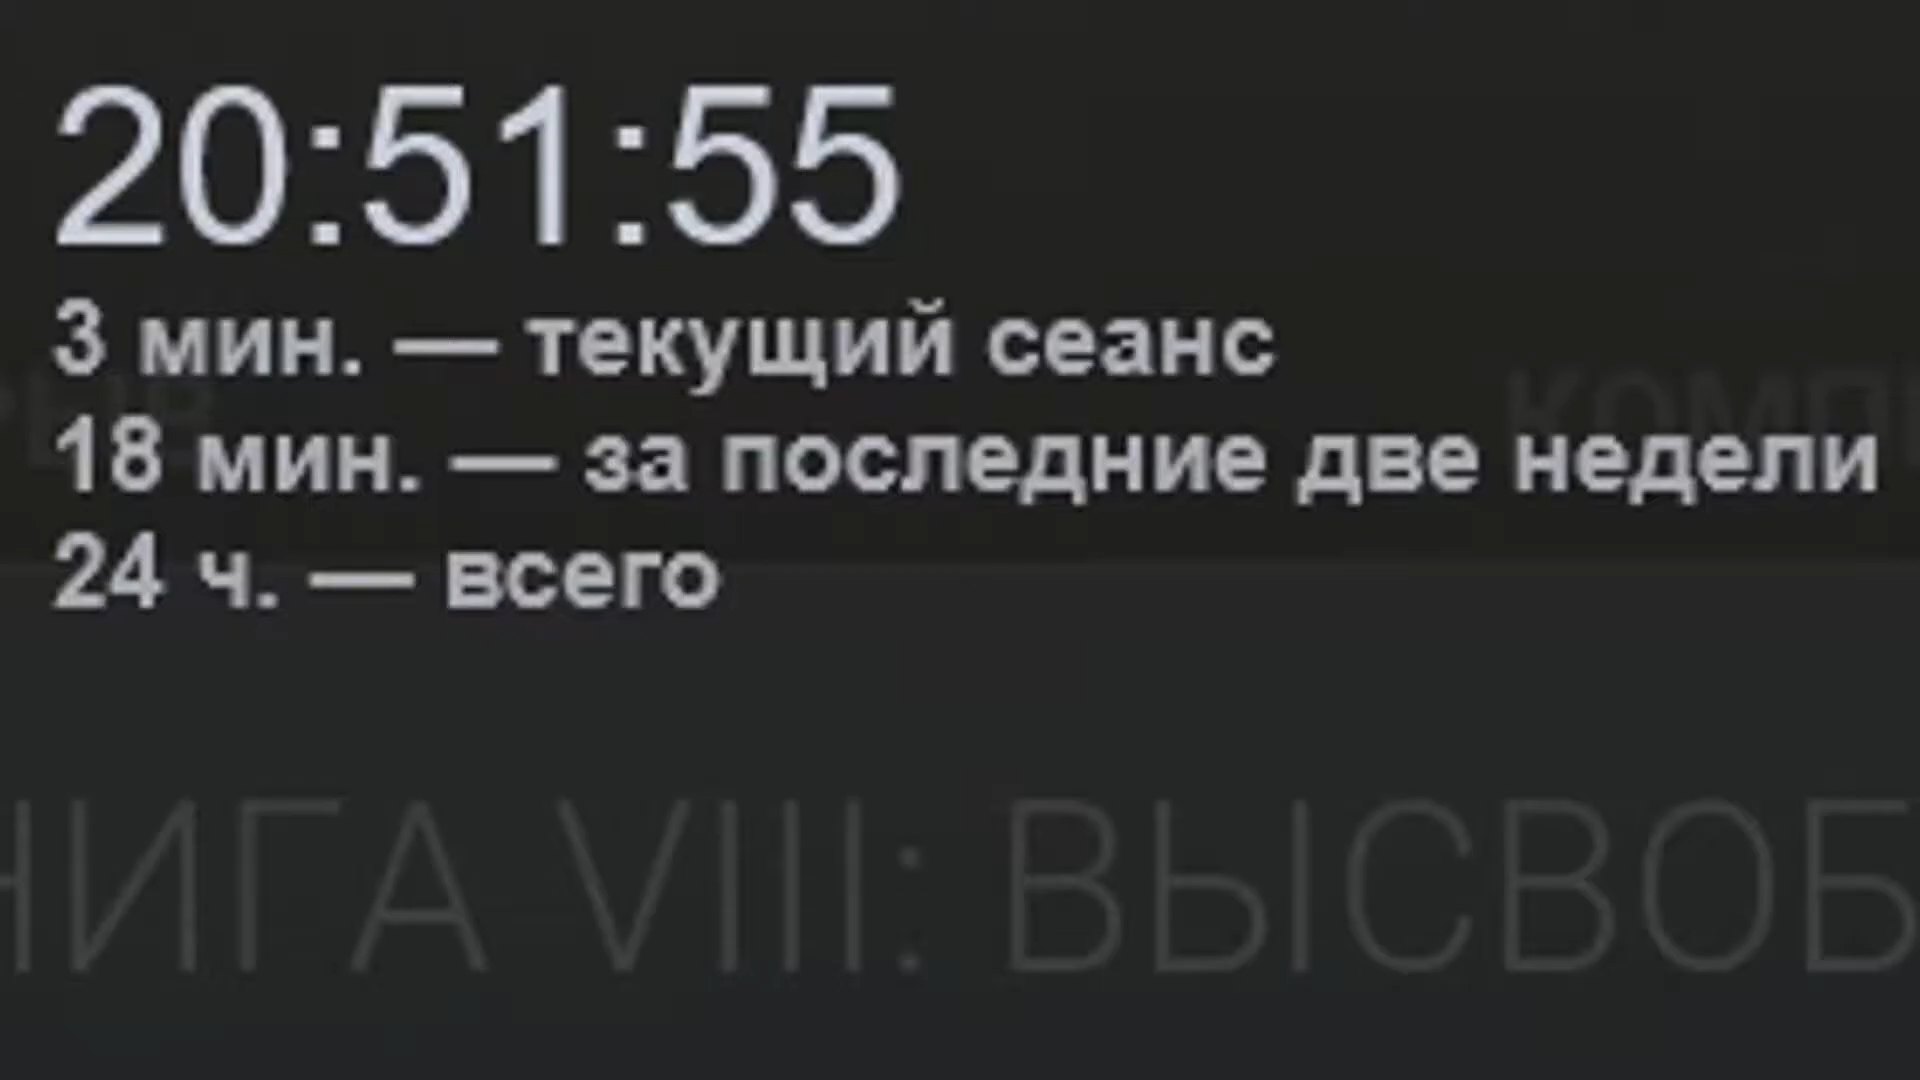 20:51:55
3 мин. — текущий сеанс
18 мин. — за последние две недели
24 ч. — всего
НИГА VIII: ВЫСВОБ